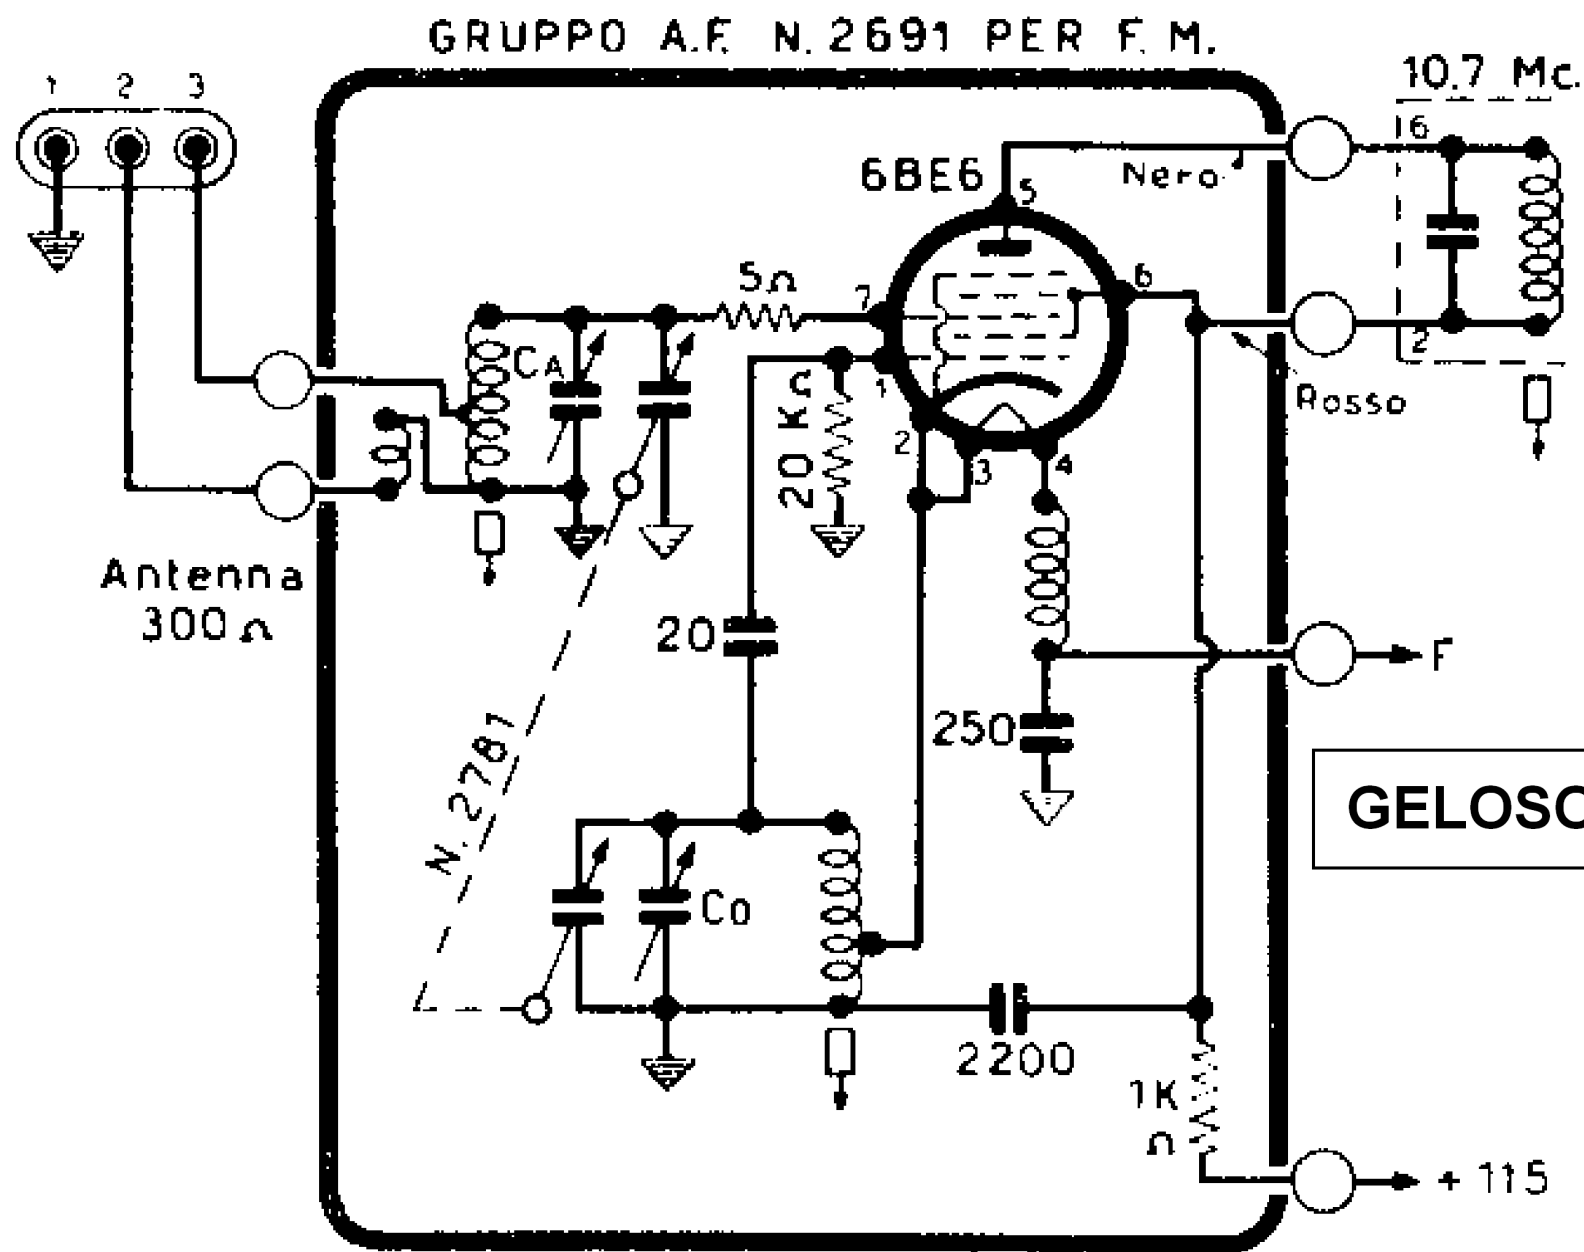 GRUPPO A.F. N. 2691 PER F. M.
10.7 Mc.
1 2 3
6
Nero
6BE6
5
5Ω
7
6
CA
2
1
Rosso
20 KΩ
2
3
4
Antenna
300Ω
20
F
250
N. 2781
GELOSO
Co
2200
1K
Ω
+ 115